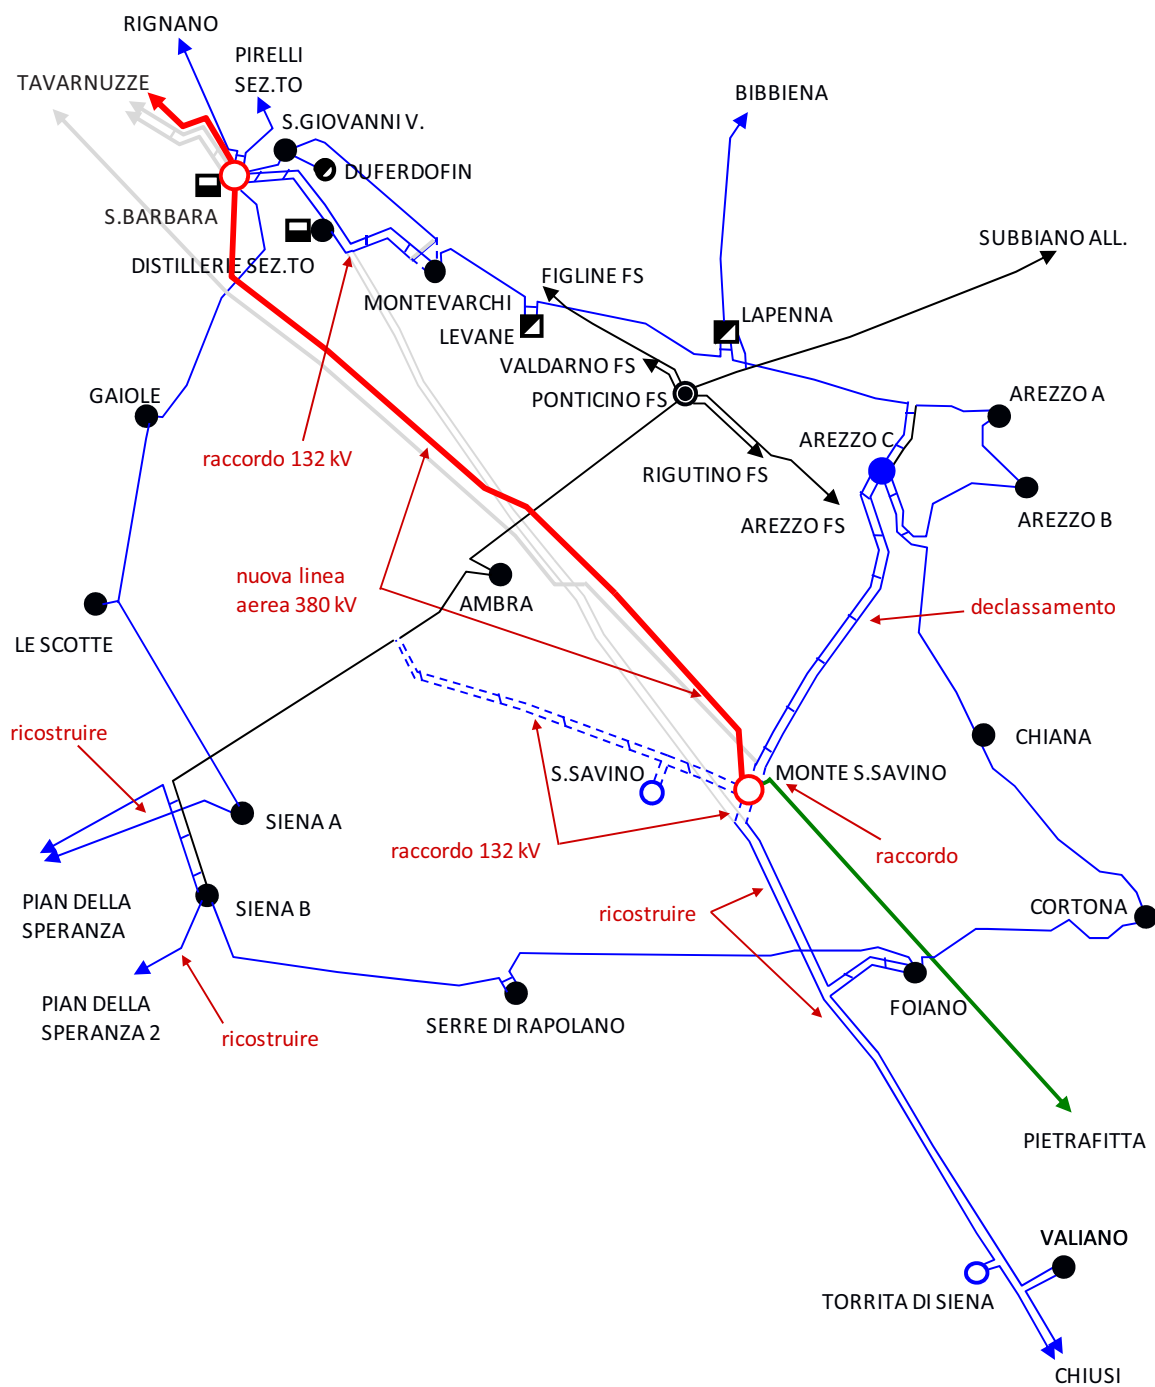 RIGNANO
PIRELLI
SEZ.TO
TAVARNUZZE
BIBBIENA
S.GIOVANNI V.
DUFERDOFIN
S.BARBARA
SUBBIANO ALL.
DISTILLERIE SEZ.TO
FIGLINE FS
MONTEVARCHI
LAPENNA
LEVANE
VALDARNO FS
GAIOLE
PONTICINO FS
AREZZO A
AREZZO C
raccordo 132 kV
RIGUTINO FS
AREZZO B
AREZZO FS
nuova linea
aerea 380 kV
AMBRA
declassamento
LE SCOTTE
ricostruire
CHIANA
S.SAVINO
MONTE S.SAVINO
SIENA A
raccordo 132 kV
raccordo
PIAN DELLA
SPERANZA
SIENA B
ricostruire
CORTONA
PIAN DELLA
SPERANZA 2
FOIANO
SERRE DI RAPOLANO
ricostruire
PIETRAFITTA
VALIANO
TORRITA DI SIENA
CHIUSI